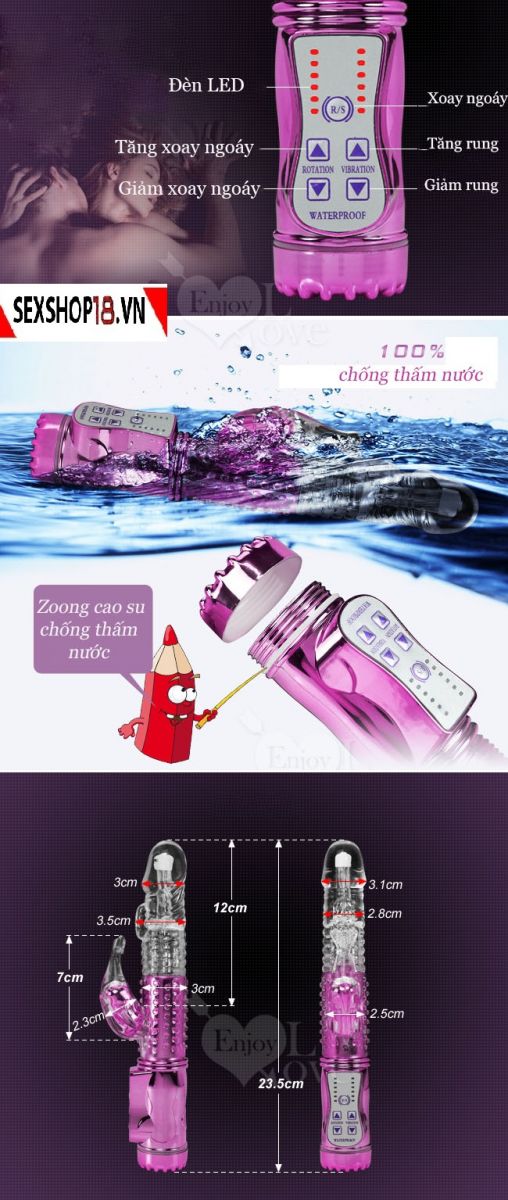 Đèn LED
Xoay ngoáy
R/S
Tăng xoay ngoáy
Tăng rung
ROTATION VIBRATION
Giảm xoay ngoáy
Giảm rung
WATERPROOF
Enjoy Love
SEXSHOP18.VN
100%
chống thấm nước
Zoong cao su
chống thấm
nước
Enjoy
3cm
12cm
3.1cm
3.5cm
2.8cm
7cm
3cm
2.3cm
2.5cm
Enjoy Love
23.5cm
R/S